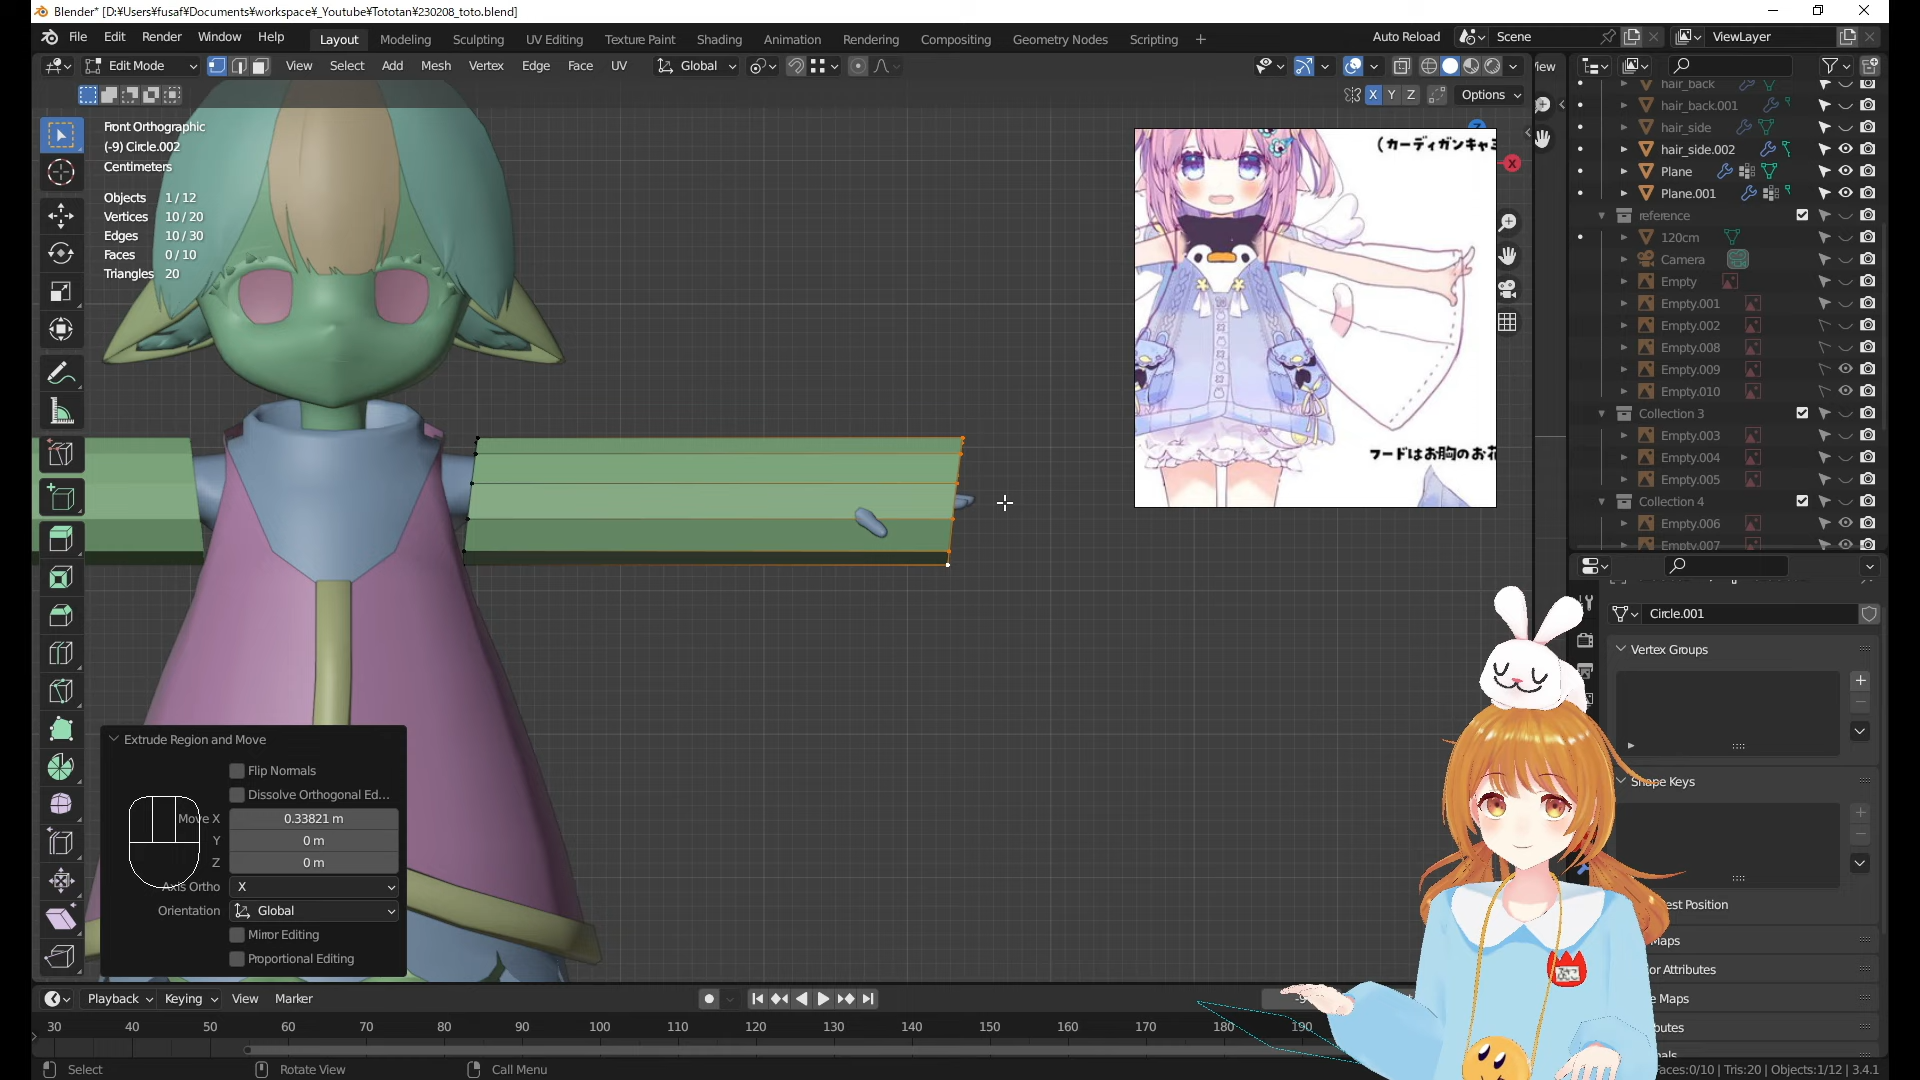 Blender* [D:¥Users¥fusaf¥Documents¥workspace¥_Youtube¥Tototan¥230208_toto.blend]
File Edit Render Window Help Layout Modeling Sculpting UV Editing Texture Paint Shading Animation Rendering Compositing Geometry Nodes Scripting + Auto Reload Scene ViewLayer
Edit Mode View Select Add Mesh Vertex Edge Face UV Global iew
X Y Z Options
Front Orthographic
(-9) Circle.002
Centimeters
Objects 1 / 12
Vertices 10 / 20
Edges 10 / 30
Faces 0 / 10
Triangles 20
(カーディガンキャ
フードはお胸のお花
X
hair_back
hair_back.001
hair_side
hair_side.002
Plane
Plane.001
reference
120cm
Camera
Empty
Empty.001
Empty.002
Empty.008
Empty.009
Empty.010
Collection 3
Empty.003
Empty.004
Empty.005
Collection 4
Empty.006
Empty.007
Circle.001
Vertex Groups
Shape Keys
est Position
Maps
or Attributes
e Maps
butes
Extrude Region and Move
Flip Normals
Dissolve Orthogonal Ed...
Move X 0.33821 m
Y 0 m
Z 0 m
Axis Ortho X
Orientation Global
Mirror Editing
Proportional Editing
Playback Keying View Marker
30 40 50 60 70 80 90 100 110 120 130 140 150 160 170 180 190
Select Rotate View Call Menu Faces:0/10 | Tris:20 | Objects:1/12 | 3.4.1